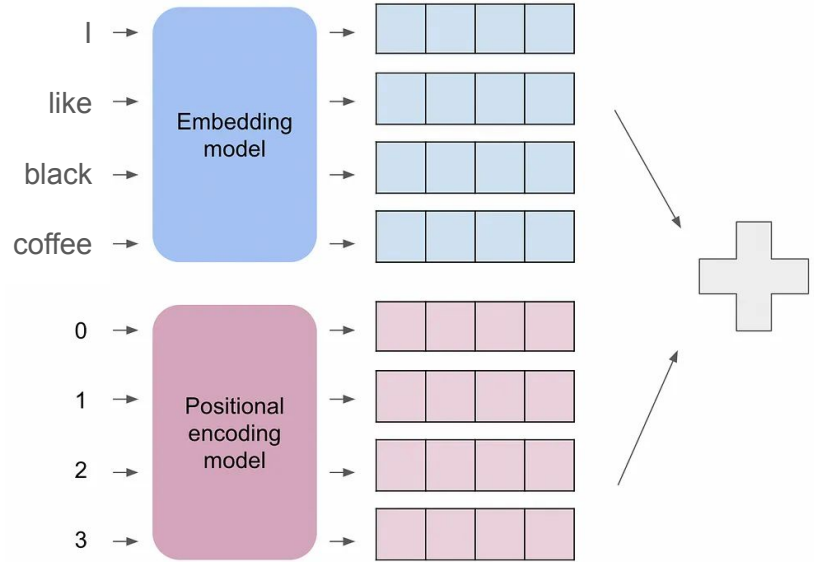 I
like
black
coffee
Embedding
model
0
1
2
3
Positional
encoding
model